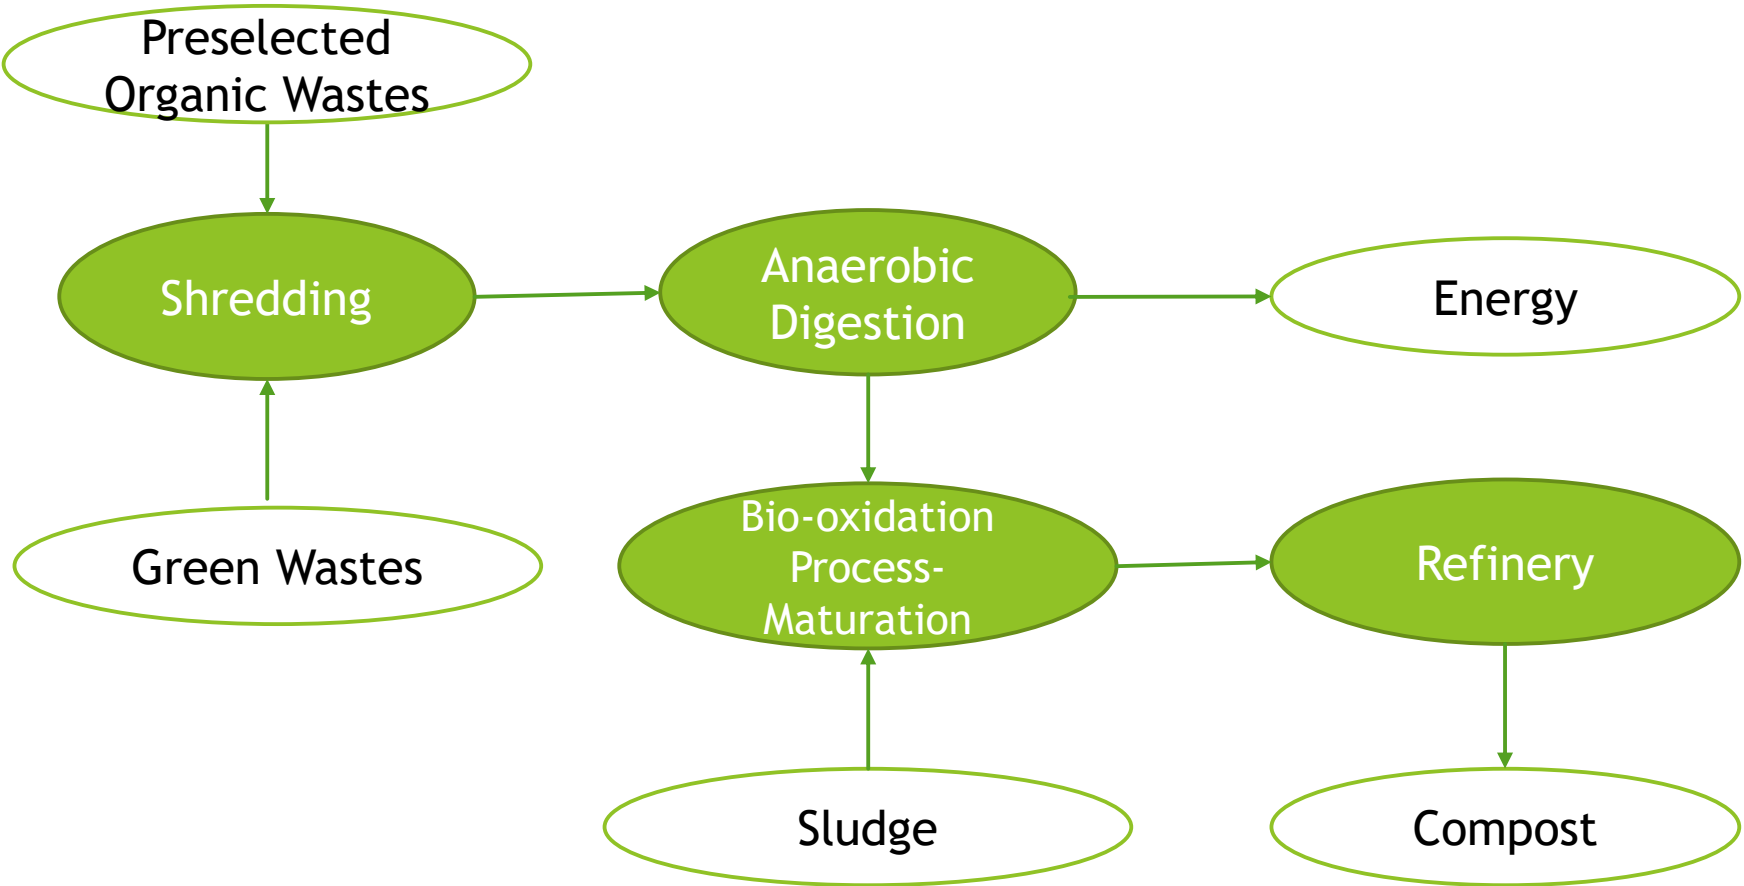 Preselected
Organic Wastes
Shredding
Anaerobic
Digestion
Energy
Green Wastes
Bio-oxidation
Process-
Maturation
Refinery
Sludge
Compost